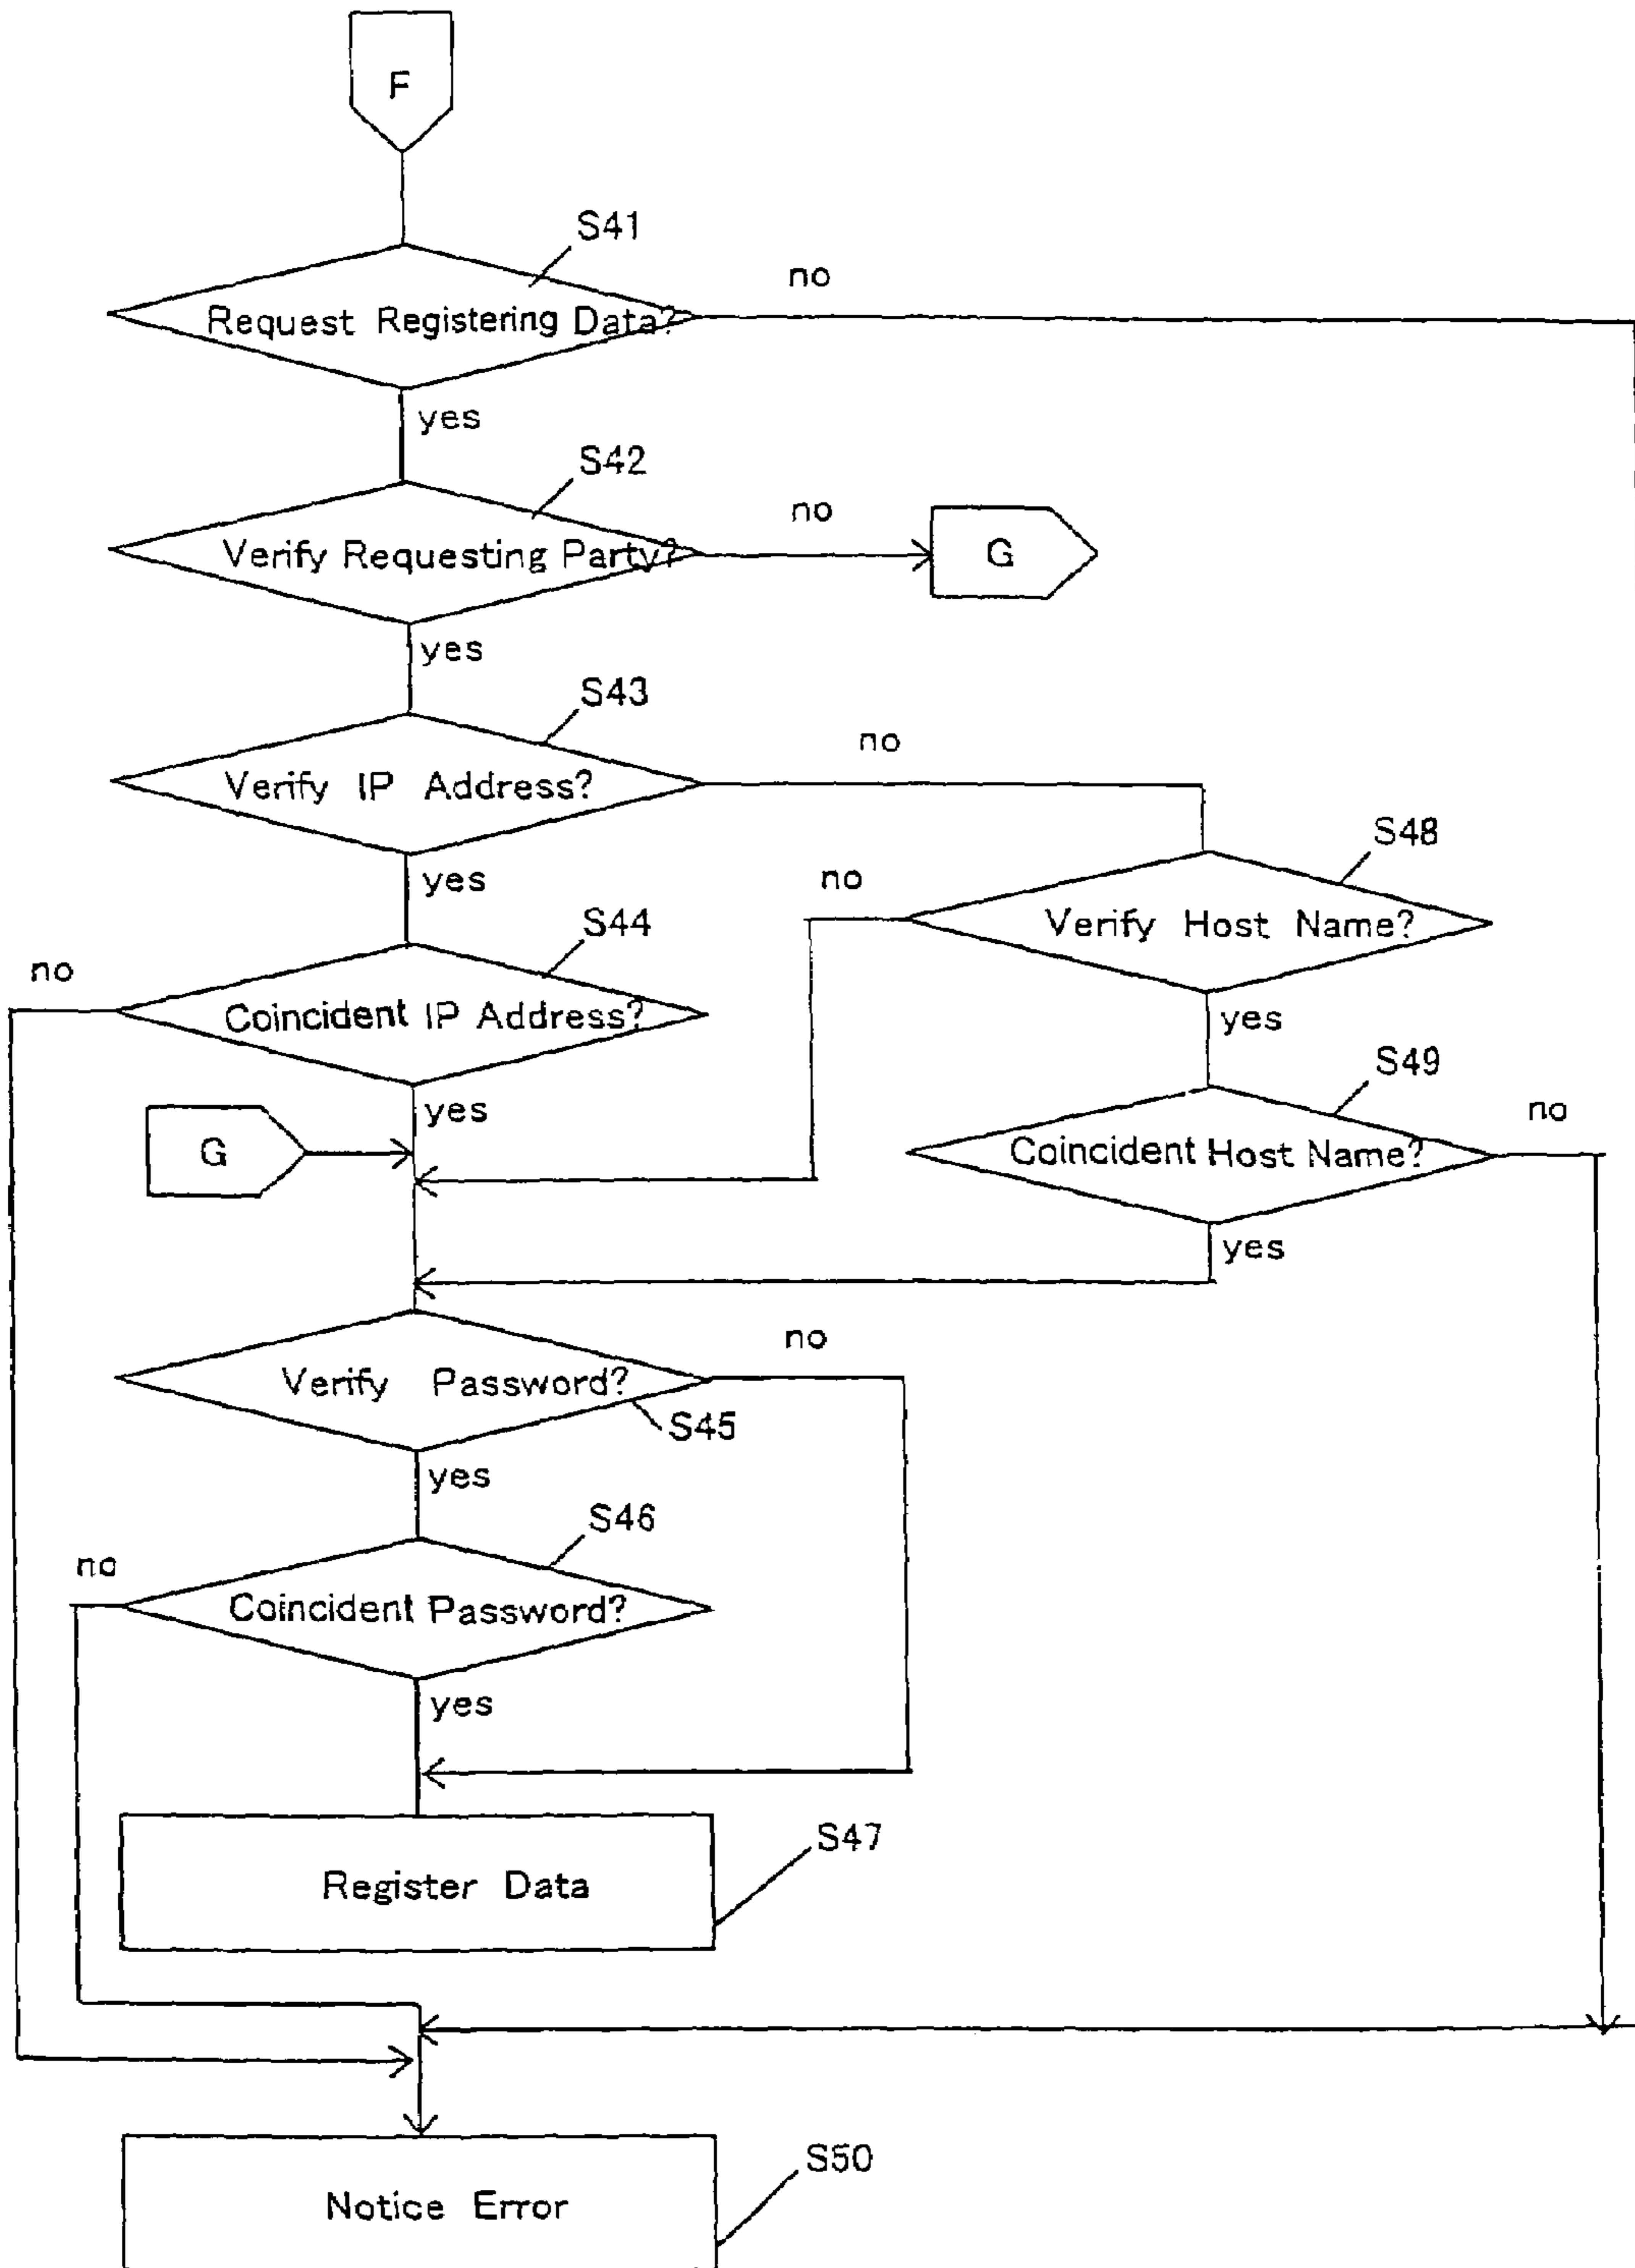 F
S41
no
Request Registering Data?
yes
S42
no
Verify Requesting Party?
G
yes
S43
no
Verify IP Address?
S48
yes
no
Verify Host Name?
S44
no
Coincident IP Address?
yes
S49
yes
no
G
Coincident Host Name?
yes
no
Verify Password?
S45
yes
S46
no
Coincident Password?
yes
S47
Register Data
S50
Notice Error